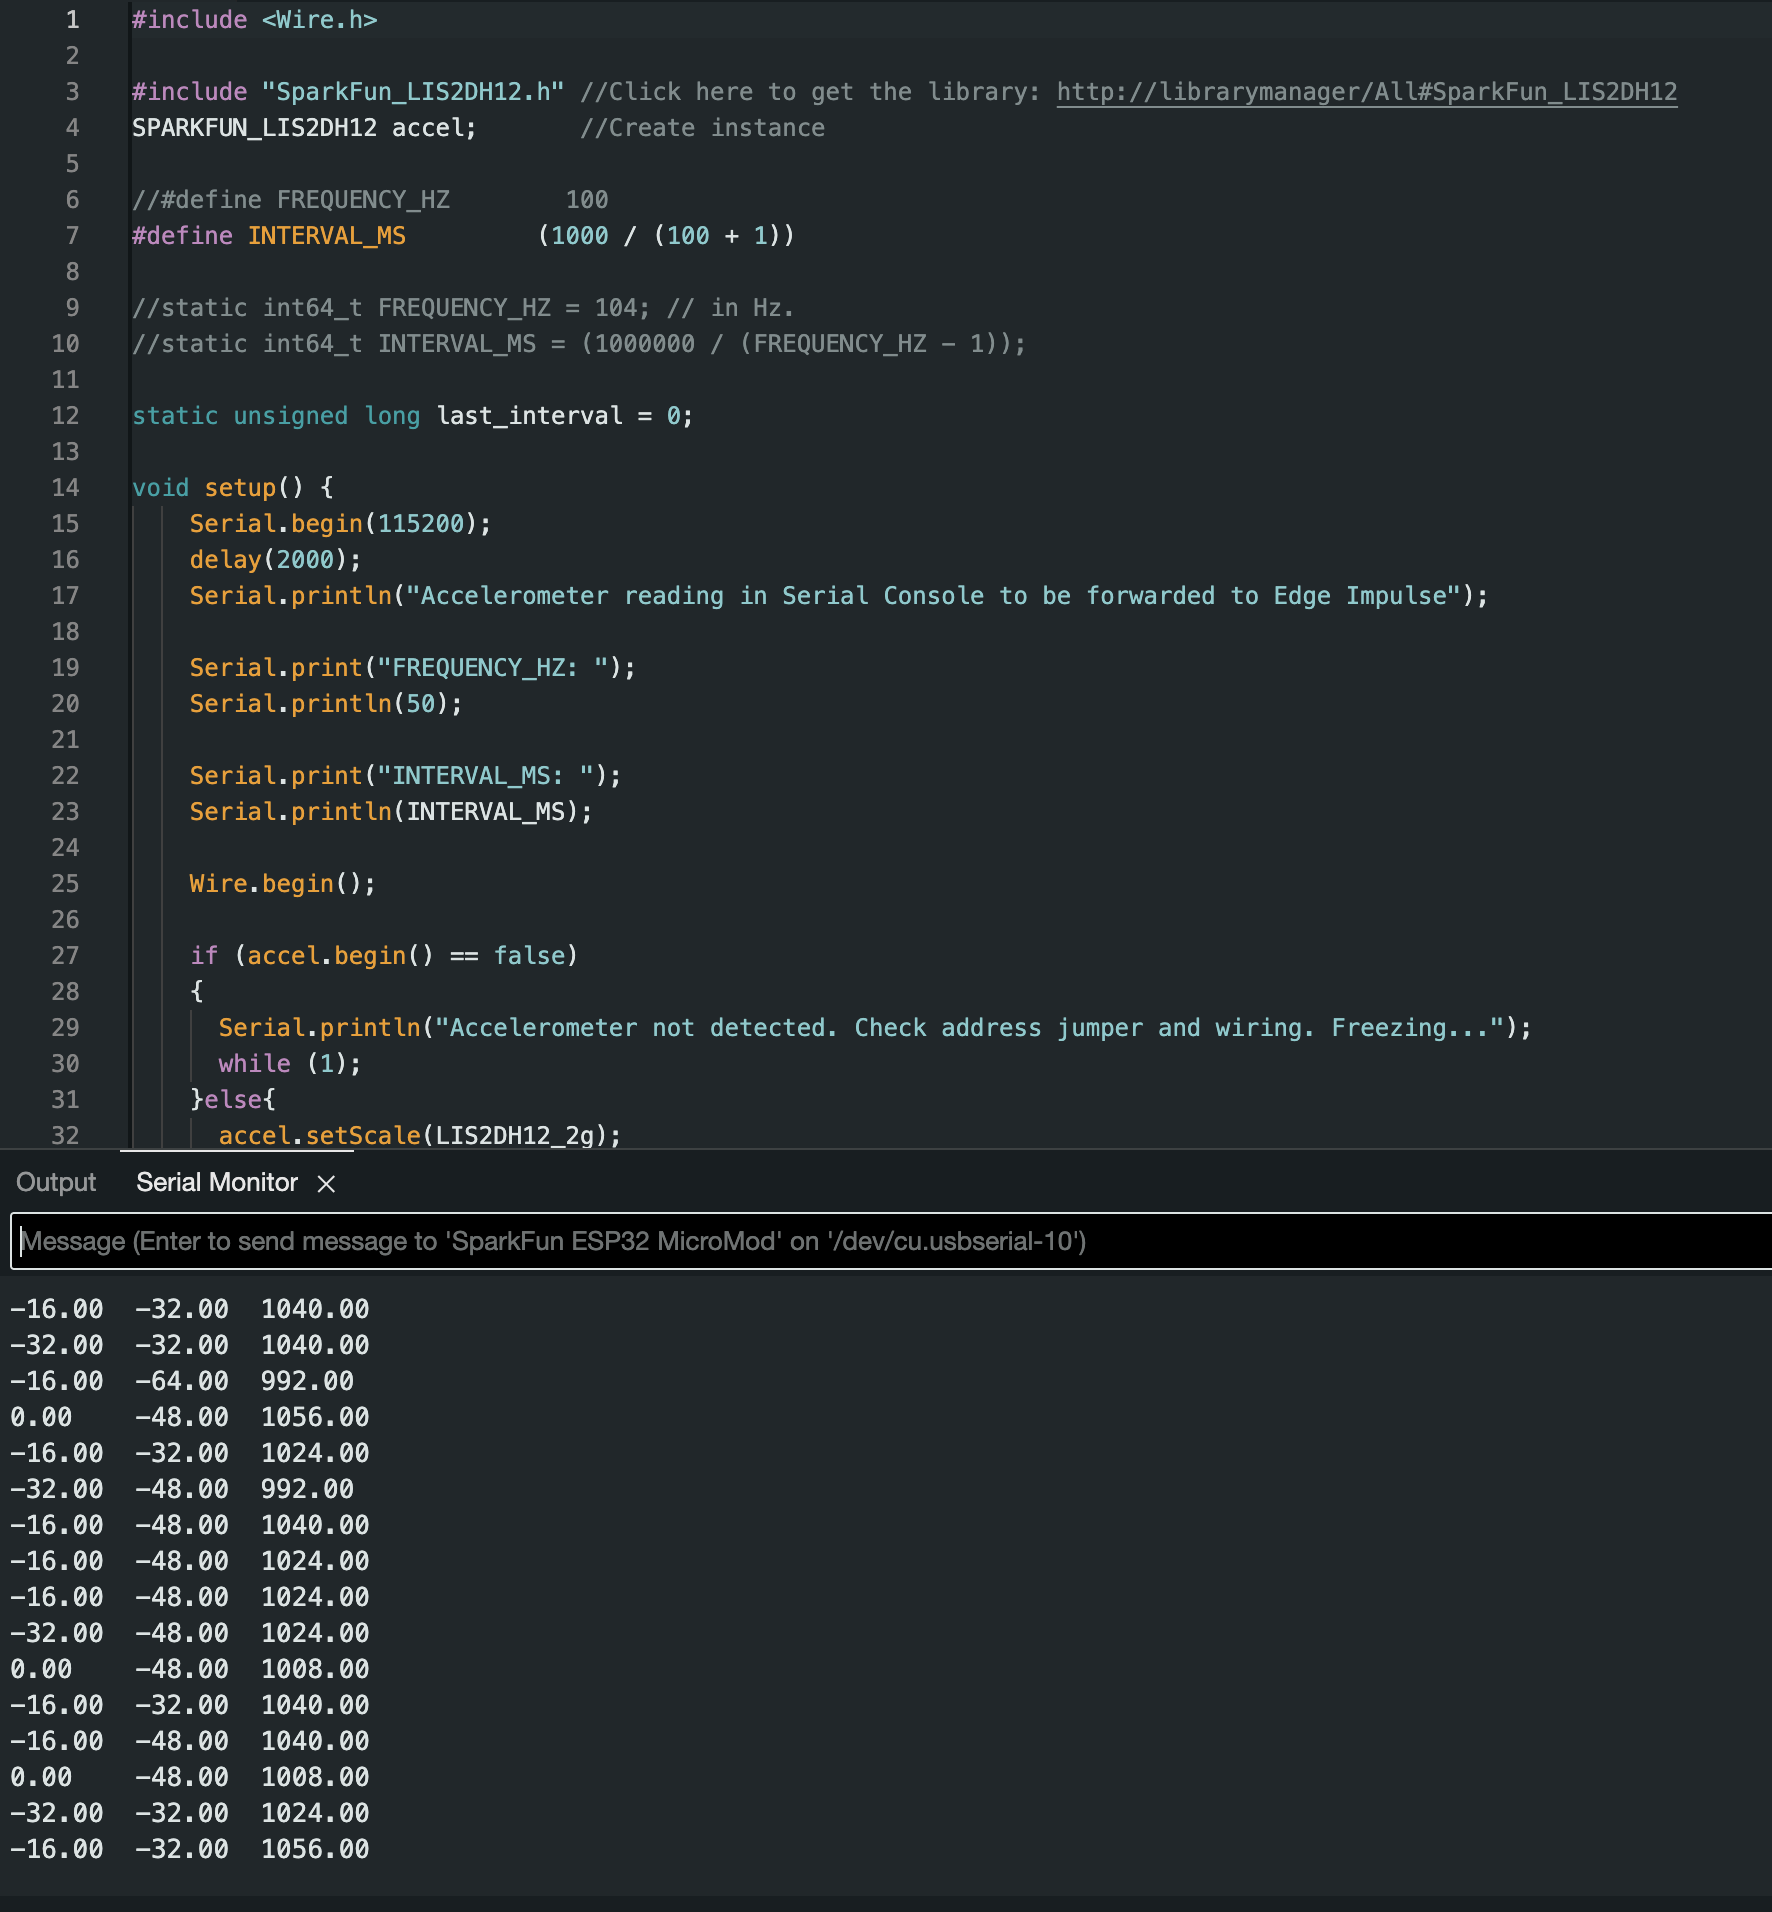 1 #include <Wire.h>
2
3 #include "SparkFun_LIS2DH12.h" //Click here to get the library: http://librarymanager/All#SparkFun_LIS2DH12
4 SPARKFUN_LIS2DH12 accel;       //Create instance
5
6 //#define FREQUENCY_HZ        100
7 #define INTERVAL_MS         (1000 / (100 + 1))
8
9 //static int64_t FREQUENCY_HZ = 104; // in Hz.
10 //static int64_t INTERVAL_MS = (1000000 / (FREQUENCY_HZ - 1));
11
12 static unsigned long last_interval = 0;
13
14 void setup() {
15     Serial.begin(115200);
16     delay(2000);
17     Serial.println("Accelerometer reading in Serial Console to be forwarded to Edge Impulse");
18
19     Serial.print("FREQUENCY_HZ: ");
20     Serial.println(50);
21
22     Serial.print("INTERVAL_MS: ");
23     Serial.println(INTERVAL_MS);
24
25     Wire.begin();
26
27     if (accel.begin() == false)
28     {
29       Serial.println("Accelerometer not detected. Check address jumper and wiring. Freezing...");
30       while (1);
31     }else{
32       accel.setScale(LIS2DH12_2g);
Output Serial Monitor ×
Message (Enter to send message to 'SparkFun ESP32 MicroMod' on '/dev/cu.usbserial-10')
-16.00 -32.00 1040.00
-32.00 -32.00 1040.00
-16.00 -64.00 992.00
0.00 -48.00 1056.00
-16.00 -32.00 1024.00
-32.00 -48.00 992.00
-16.00 -48.00 1040.00
-16.00 -48.00 1024.00
-16.00 -48.00 1024.00
-32.00 -48.00 1024.00
0.00 -48.00 1008.00
-16.00 -32.00 1040.00
-16.00 -48.00 1040.00
0.00 -48.00 1008.00
-32.00 -32.00 1024.00
-16.00 -32.00 1056.00